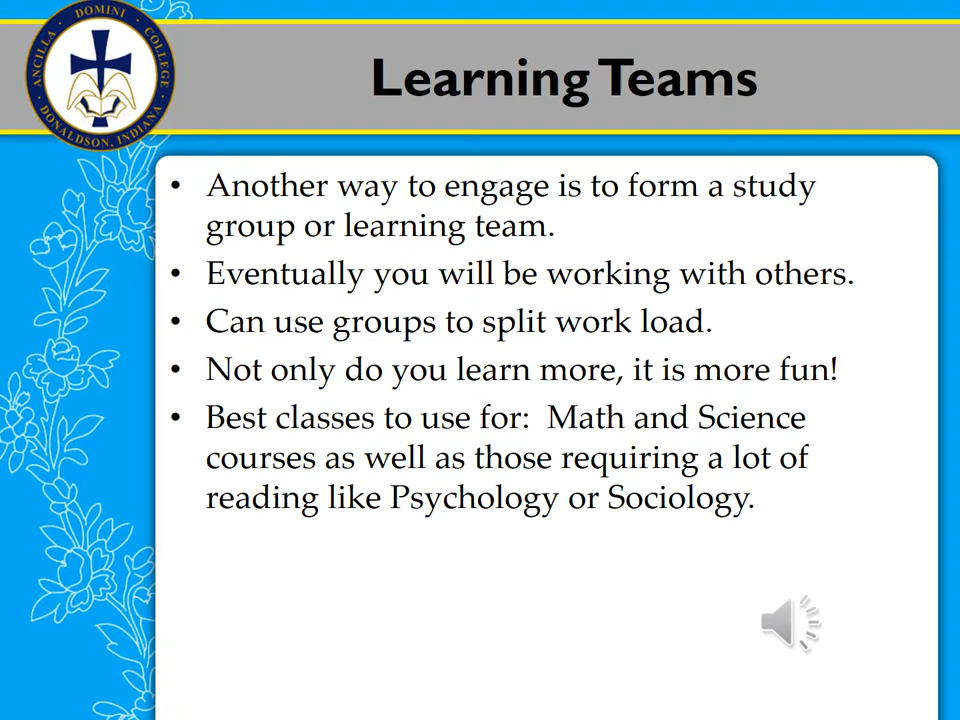 ANCILLA DOMINI COLLEGE
DONALDSON, INDIANA
Learning Teams
• Another way to engage is to form a study
group or learning team.
• Eventually you will be working with others.
• Can use groups to split work load.
• Not only do you learn more, it is more fun!
• Best classes to use for:  Math and Science
courses as well as those requiring a lot of
reading like Psychology or Sociology.